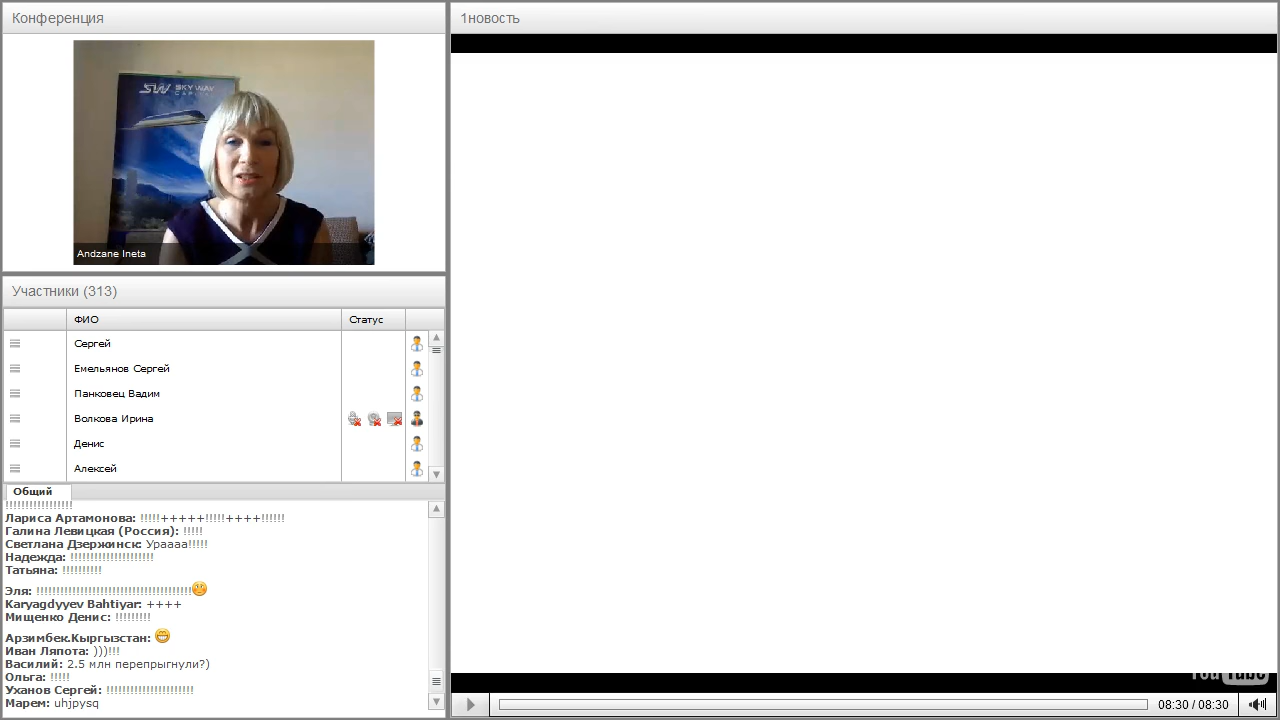 Конференция
SW SKY WAY
CAPITAL
Andzane Ineta
Участники (313)
ФИО
Статус
Сергей
Емельянов Сергей
Панковец Вадим
Волкова Ирина
Денис
Алексей
Общий
!!!!!!!!!!!!!!!!!
Лариса Артамонова: !!!!!+++++!!!!!++++!!!!!!
Галина Левицкая (Россия): !!!!!
Светлана Дзержинск: Ураааа!!!!!
Надежда: !!!!!!!!!!!!!!!!!!!!!
Татьяна: !!!!!!!!!!
Эля: !!!!!!!!!!!!!!!!!!!!!!!!!!!!!!!!!!!!!!!
Karyagdyyev Bahtiyar: ++++
Мищенко Денис: !!!!!!!!!
Арзимбек.Кыргызстан:
Иван Ляпота: )))!!!
Василий: 2.5 млн перепрыгнули?)
Ольга: !!!!!
Уханов Сергей: !!!!!!!!!!!!!!!!!!!!!!
Марем: uhjpysq
1новость
YouTube
08:30 / 08:30